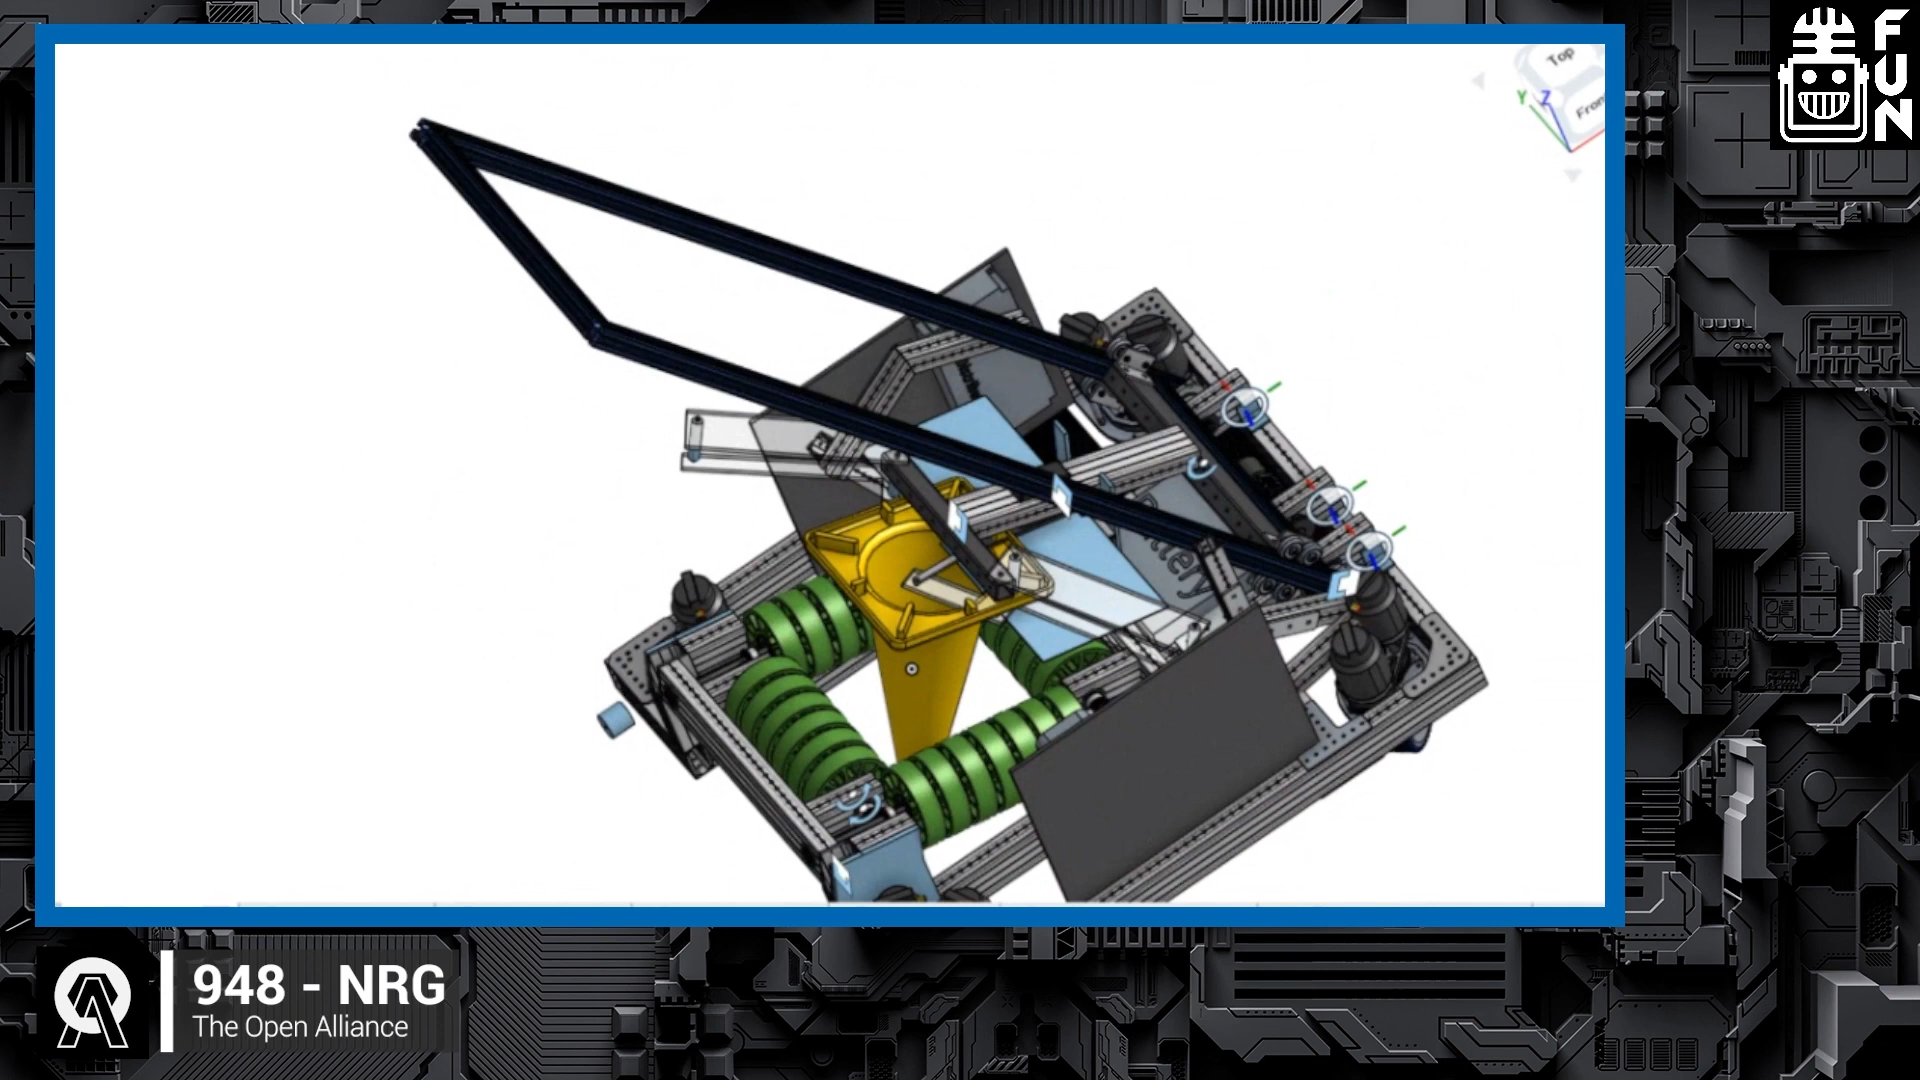 Top
Front
Y
Z
FUN
948 - NRG
The Open Alliance